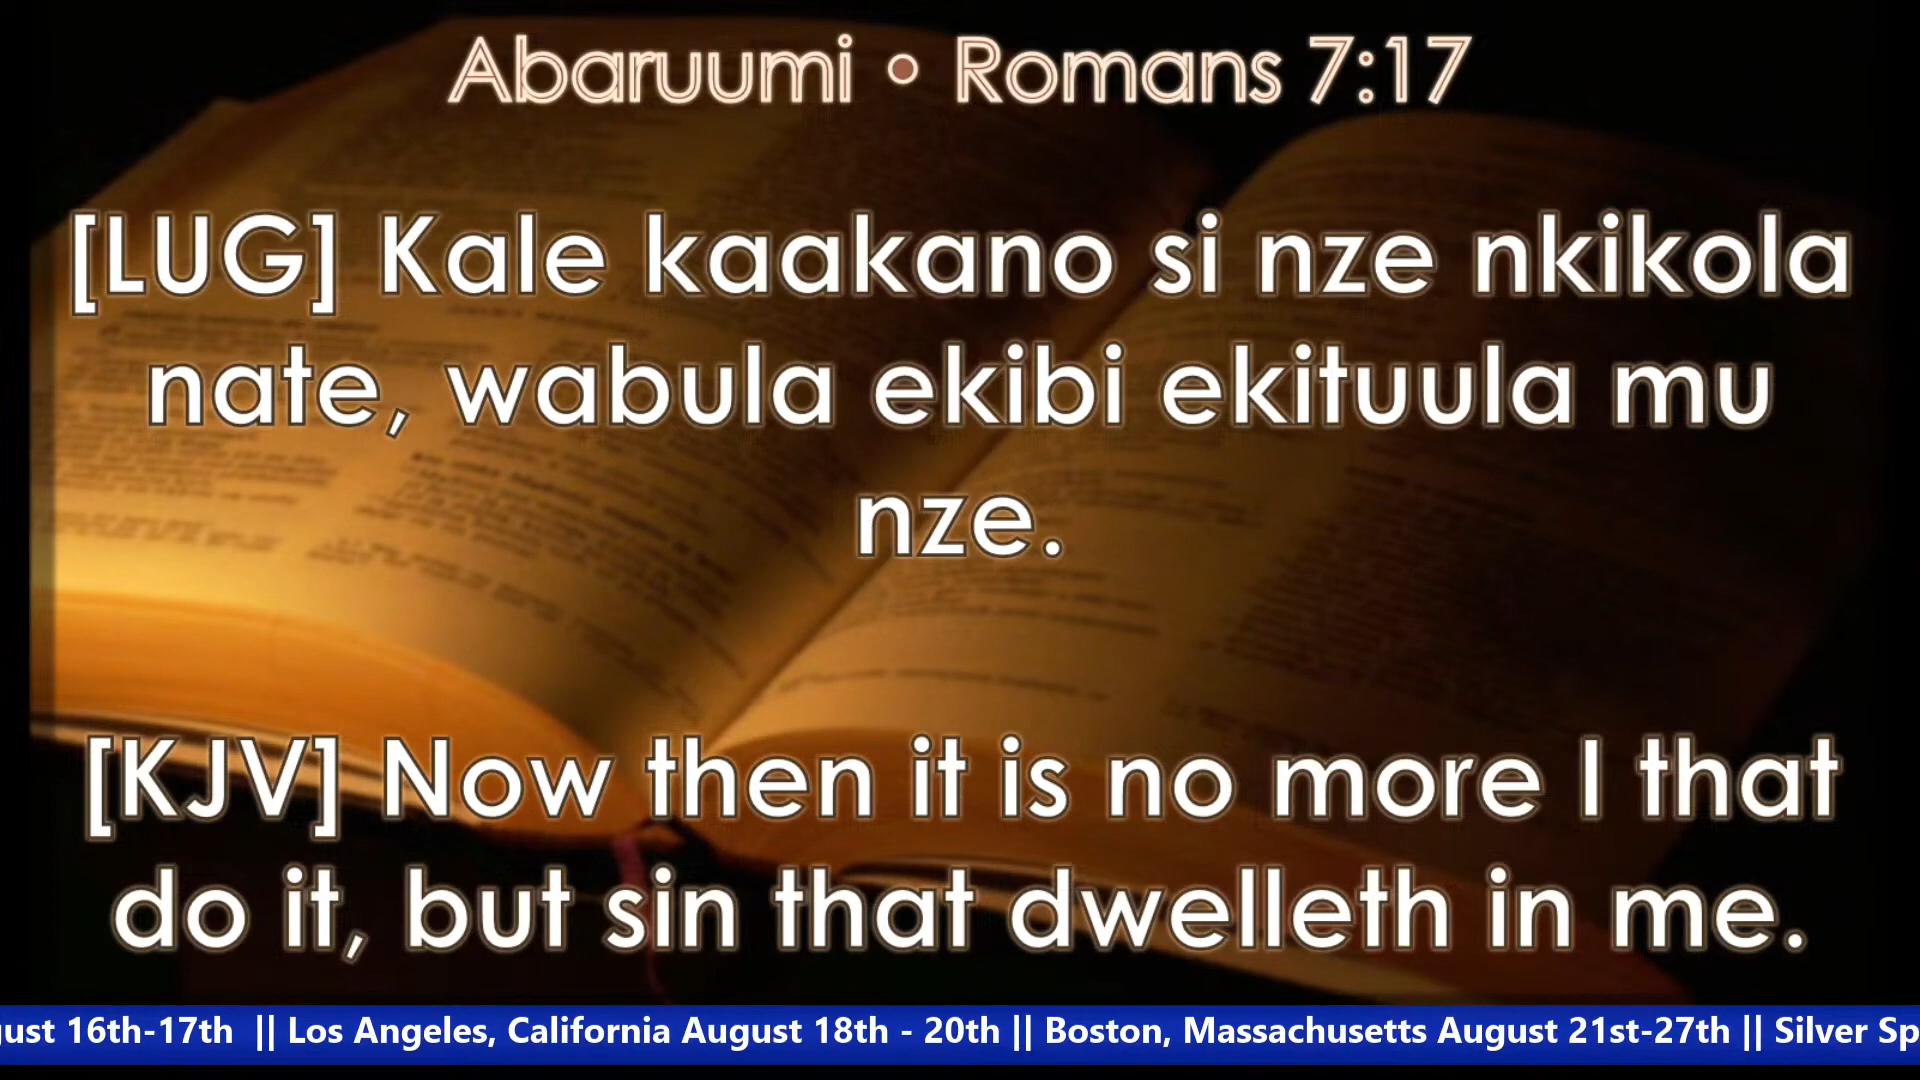 Abaruumi • Romans 7:17
[LUG] Kale kaakano si nze nkikola
nate, wabula ekibi ekituula mu
nze.
[KJV] Now then it is no more I that
do it, but sin that dwelleth in me.
16th-17th || Los Angeles, California August 18th - 20th || Boston, Massachusetts August 21st-27th || Silver